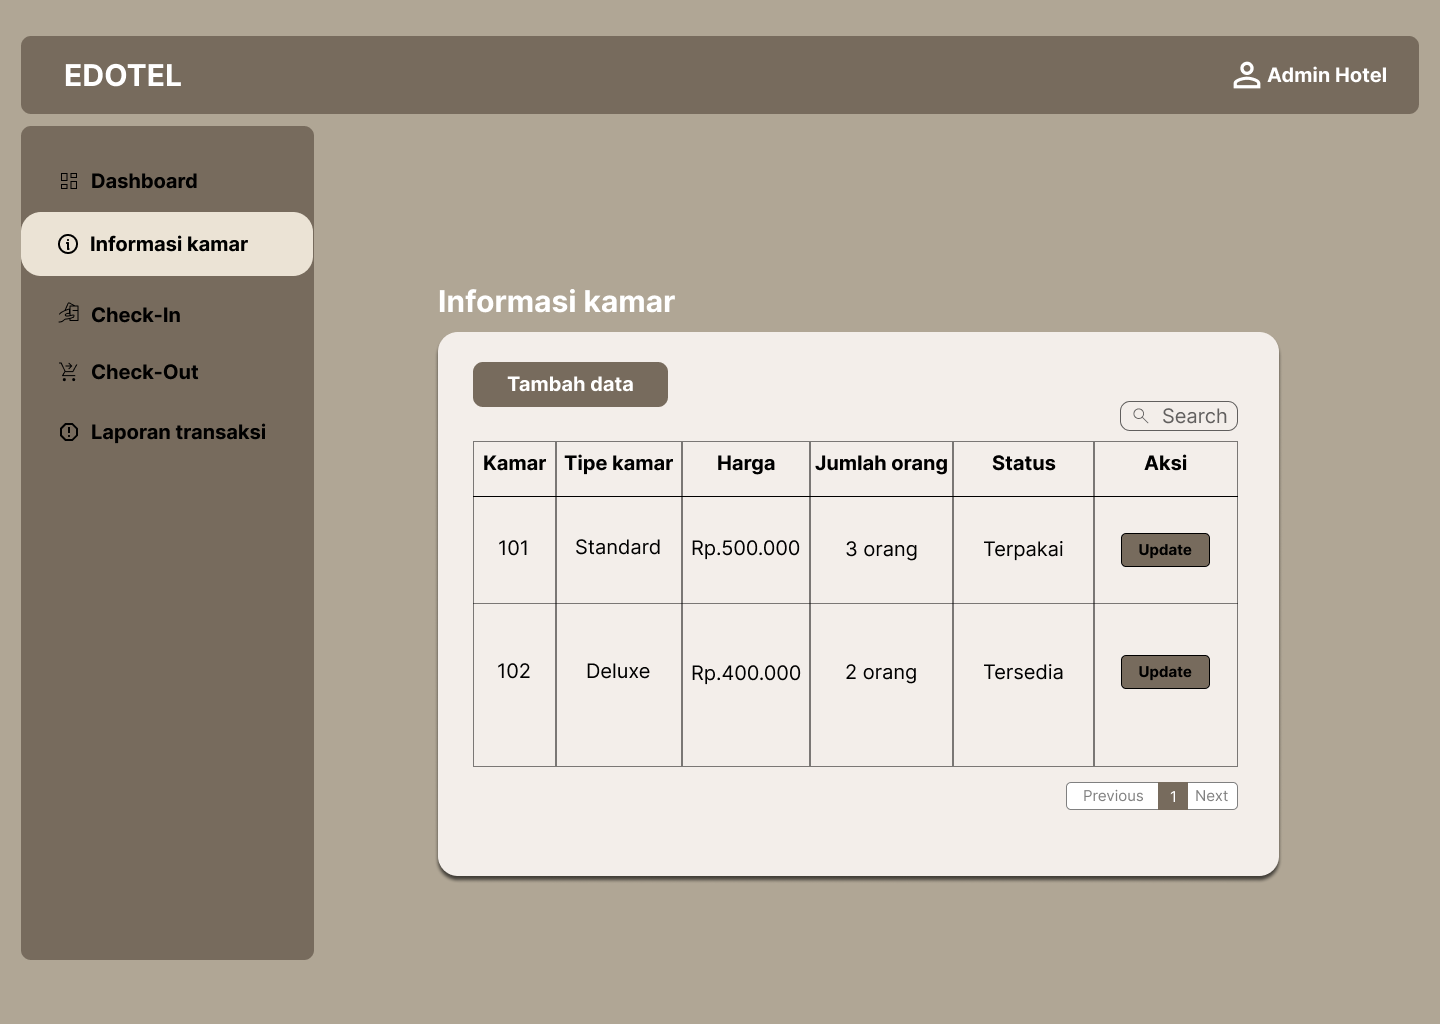 EDOTEL
Admin Hotel
Dashboard
Informasi kamar
Check-In
Check-Out
Laporan transaksi
Informasi kamar
Tambah data
Search
Kamar Tipe kamar Harga Jumlah orang Status Aksi
101 Standard Rp.500.000 3 orang Terpakai Update
102 Deluxe Rp.400.000 2 orang Tersedia Update
Previous 1 Next